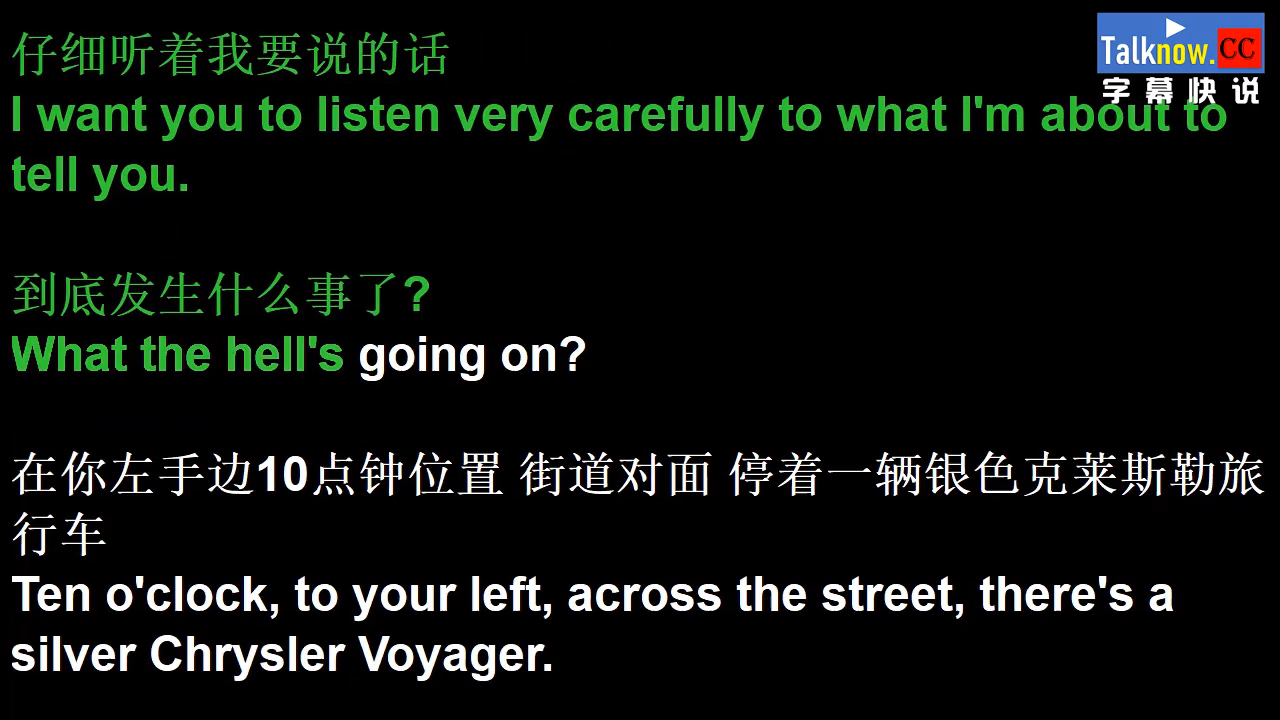 仔细听着我要说的话
I want you to listen very carefully to what I'm about to
tell you.
到底发生什么事了?
What the hell's going on?
在你左手边10点钟位置 街道对面 停着一辆银色克莱斯勒旅
行车
Ten o'clock, to your left, across the street, there's a
silver Chrysler Voyager.
Talknow.CC
字幕快说